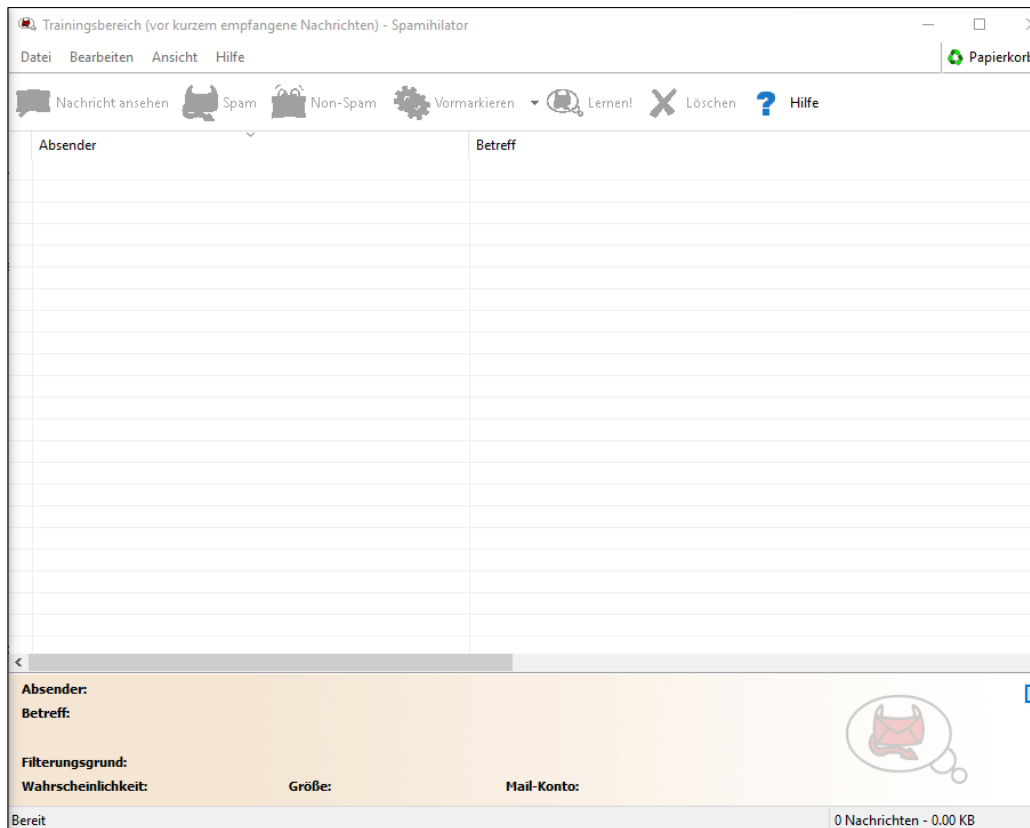 Trainingsbereich (vor kurzem empfangene Nachrichten) - Spamihilator
Datei Bearbeiten Ansicht Hilfe Papierkorb
Nachricht ansehen Spam Non-Spam Vormarkieren Lernen! Löschen ? Hilfe
Absender Betreff
Absender:
Betreff:
Filterungsgrund:
Wahrscheinlichkeit: Größe: Mail-Konto:
Bereit 0 Nachrichten - 0.00 KB